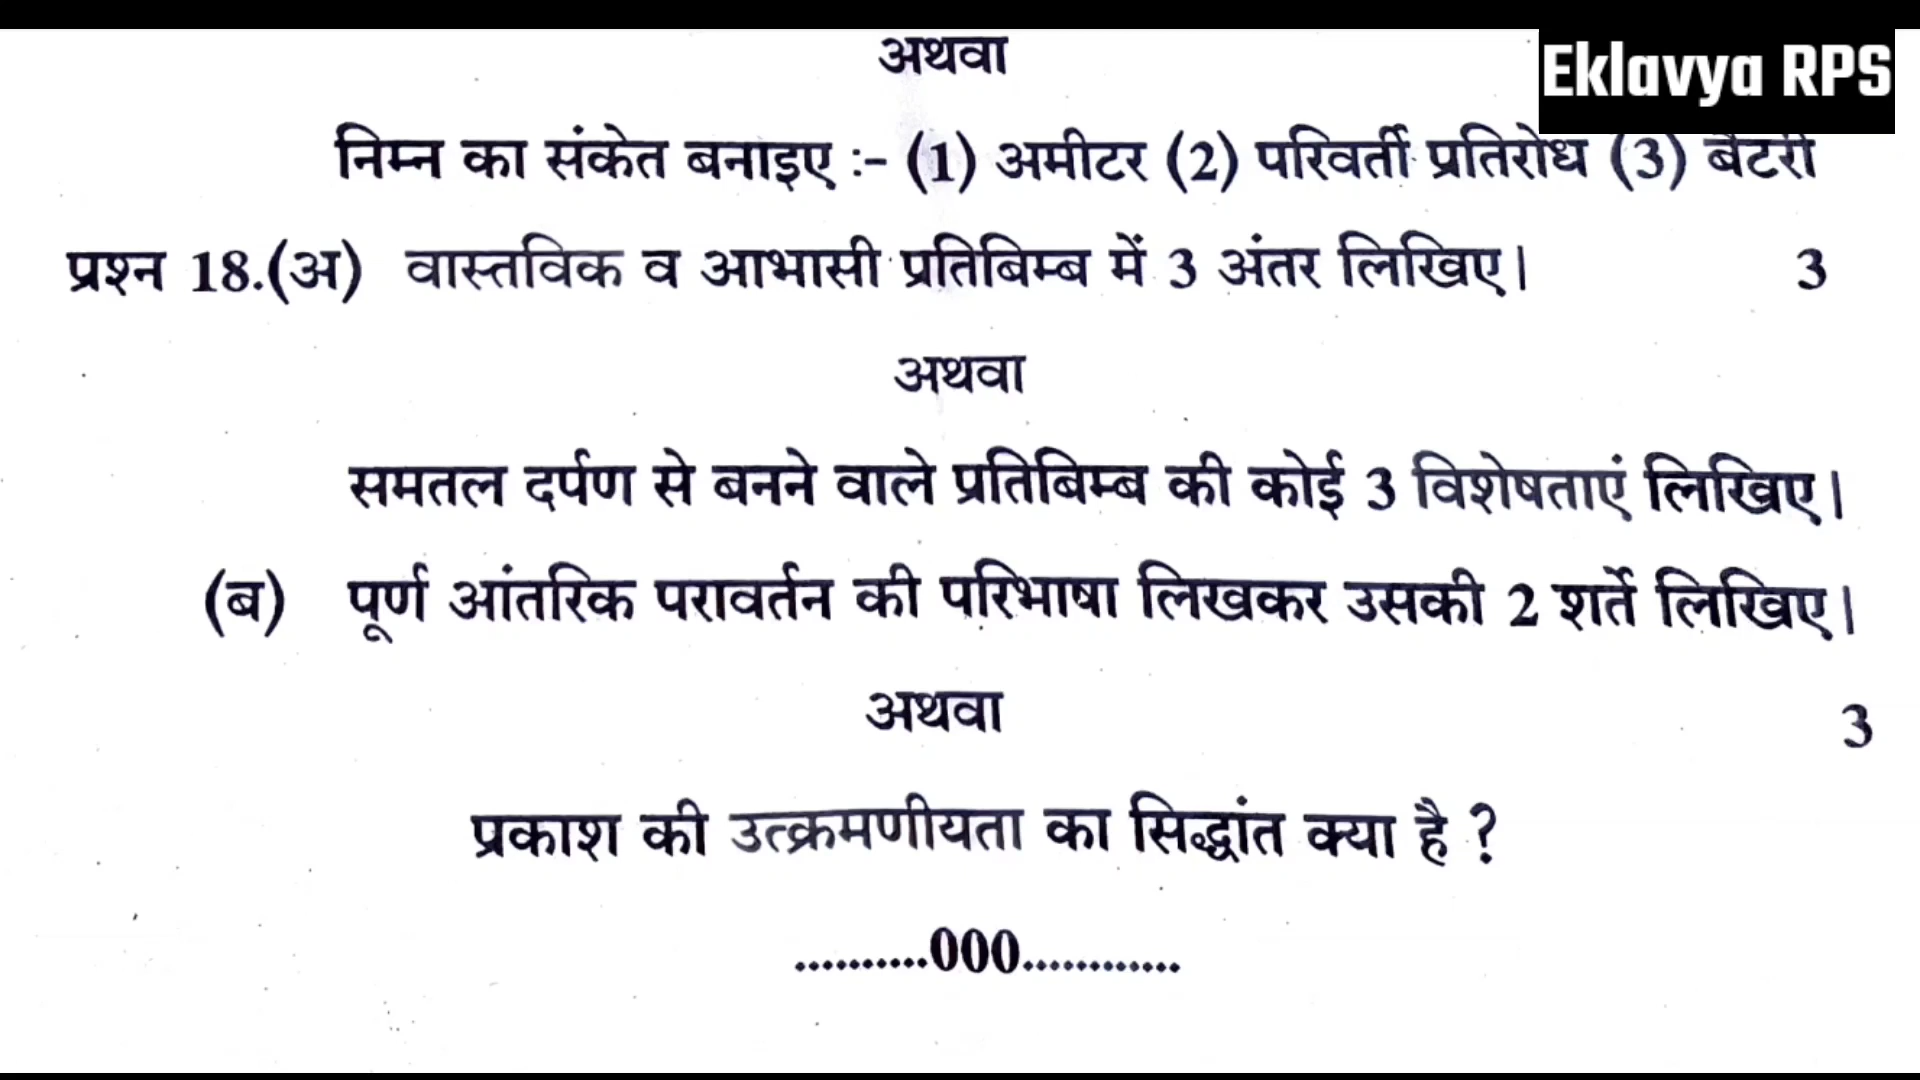 अथवा
Eklavya RPS
निम्न का संकेत बनाइए :- (1) अमीटर (2) परिवर्ती प्रतिरोध (3) बैटरी
प्रश्न 18.(अ) वास्तविक व आभासी प्रतिबिम्ब में 3 अंतर लिखिए। 3
अथवा
समतल दर्पण से बनने वाले प्रतिबिम्ब की कोई 3 विशेषताएं लिखिए।
(ब) पूर्ण आंतरिक परावर्तन की परिभाषा लिखकर उसकी 2 शर्ते लिखिए।
अथवा 3
प्रकाश की उत्क्रमणीयता का सिद्धांत क्या है ?
..........000............